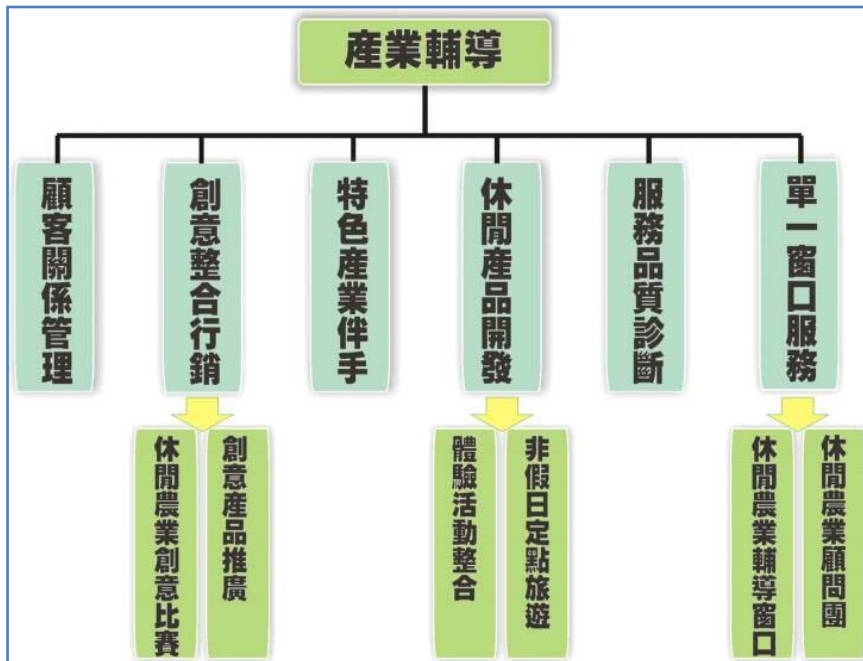 產業輔導
單一窗口服務
服務品質診斷
休閒產品開發
特色產業伴手
創意整合行銷
顧客關係管理
休閒農業顧問團
休閒農業輔導窗口
非假日定點旅遊
體驗活動整合
創意產品推廣
休閒農業創意比賽